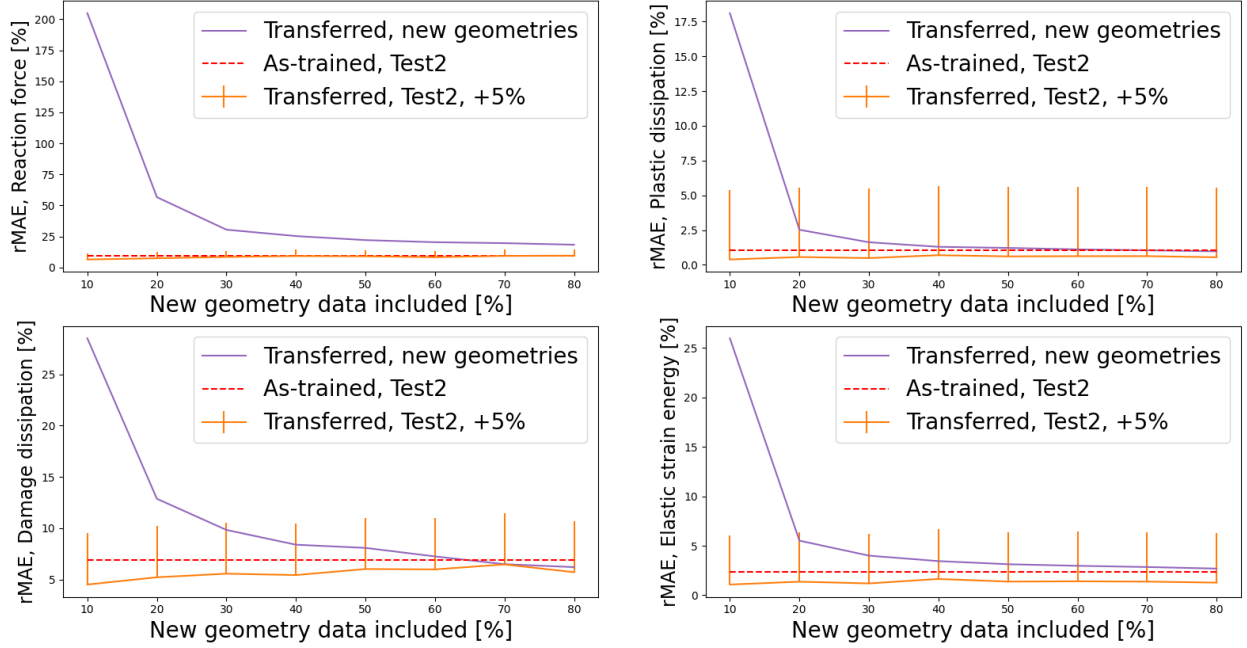 rMAE, Reaction force [%]
200
175
150
125
100
75
50
25
0
Transferred, new geometries
As-trained, Test2
Transferred, Test2, +5%
10 20 30 40 50 60 70 80
New geometry data included [%]
rMAE, Plastic dissipation [%]
17.5
15.0
12.5
10.0
7.5
5.0
2.5
0.0
Transferred, new geometries
As-trained, Test2
Transferred, Test2, +5%
10 20 30 40 50 60 70 80
New geometry data included [%]
rMAE, Damage dissipation [%]
25
20
15
10
5
Transferred, new geometries
As-trained, Test2
Transferred, Test2, +5%
10 20 30 40 50 60 70 80
New geometry data included [%]
rMAE, Elastic strain energy [%]
25
20
15
10
5
0
Transferred, new geometries
As-trained, Test2
Transferred, Test2, +5%
10 20 30 40 50 60 70 80
New geometry data included [%]